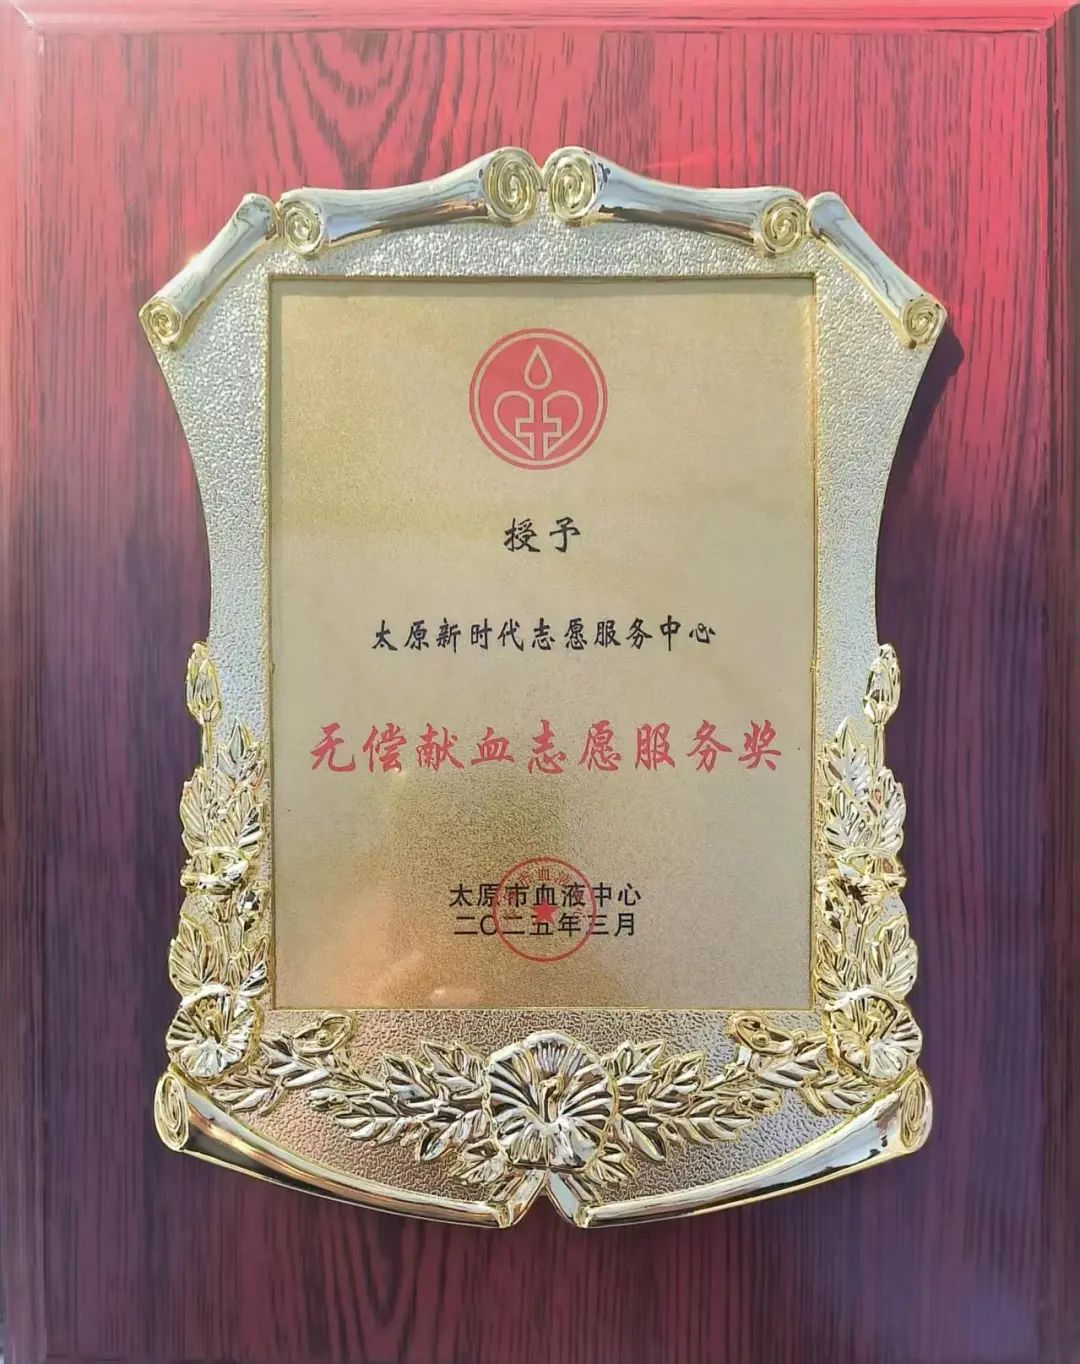 授予
太原新时代志愿服务中心
无偿献血志愿服务奖
太原市血液中心
二〇二五年三月